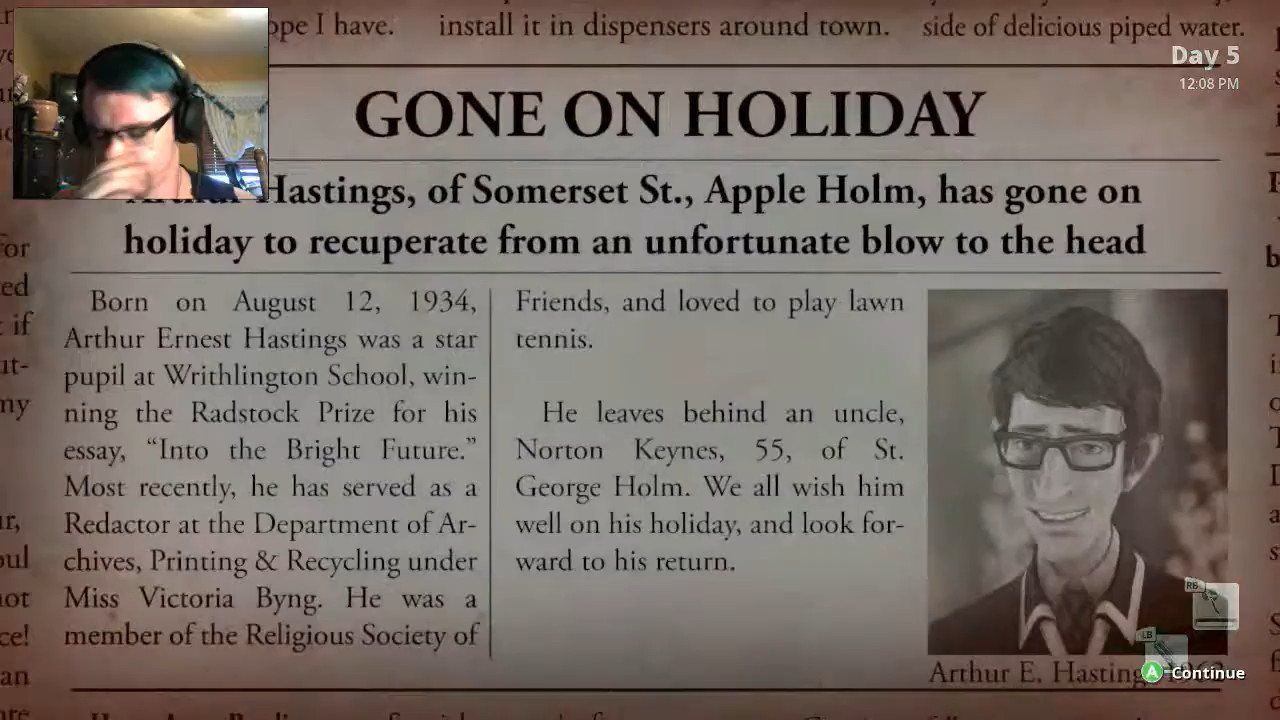 ope I have.
install it in dispensers around town.
side of delicious piped water.
Day 5
12:08 PM
GONE ON HOLIDAY
Hastings, of Somerset St., Apple Holm, has gone on
holiday to recuperate from an unfortunate blow to the head
Born on August 12, 1934,
Arthur Ernest Hastings was a star
pupil at Writhlington School, win-
ning the Radstock Prize for his
essay, “Into the Bright Future.”
Most recently, he has served as a
Redactor at the Department of Ar-
chives, Printing & Recycling under
Miss Victoria Byng. He was a
member of the Religious Society of
Friends, and loved to play lawn
tennis.
He leaves behind an uncle,
Norton Keynes, 55, of St.
George Holm. We all wish him
well on his holiday, and look for-
ward to his return.
RB
LB
Arthur E. Hasting
A Continue